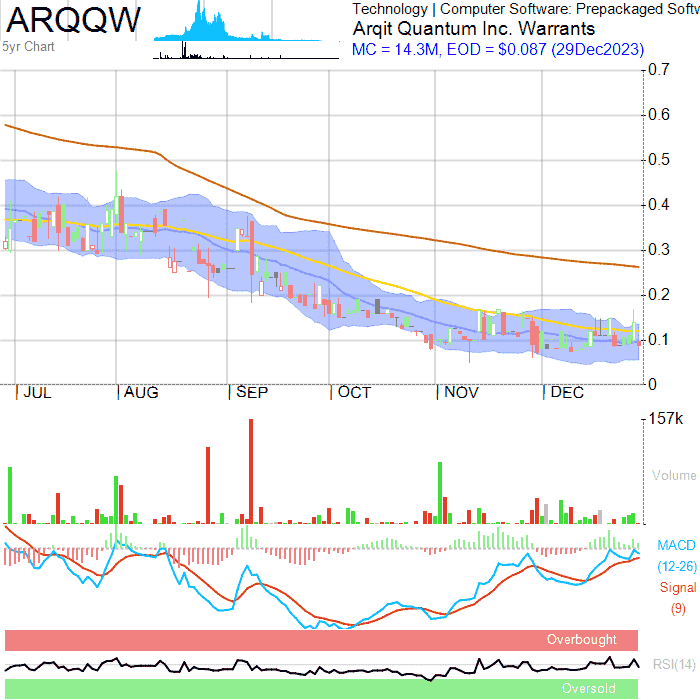 ARQQW
5yr Chart
Technology | Computer Software: Prepackaged Softw
Arqit Quantum Inc. Warrants
MC = 14.3M, EOD = $0.087 (29Dec2023)
0.7
0.6
0.5
0.4
0.3
0.2
0.1
0
JUL AUG SEP OCT NOV DEC
157k
Volume
MACD
(12-26)
Signal
(9)
Overbought
RSI(14)
Oversold